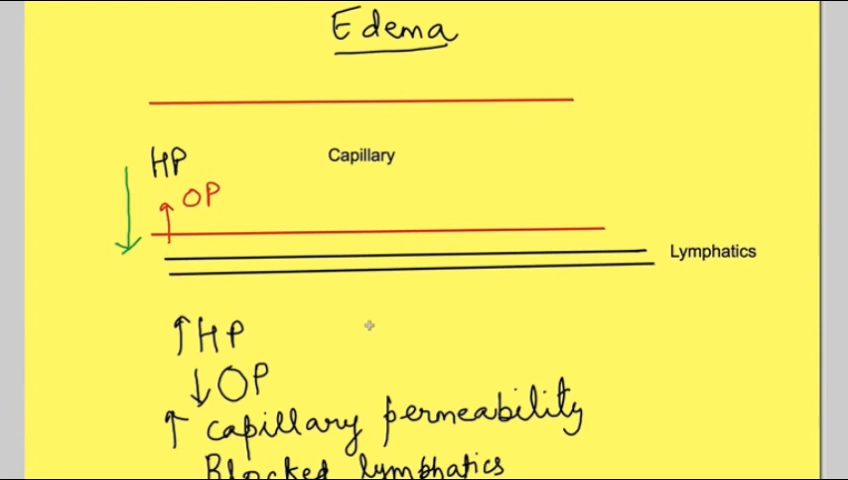 Edema
Capillary
HP
↑ OP
Lymphatics
↑ HP
↓ OP
↑ capillary permeability
Blocked lymphatics